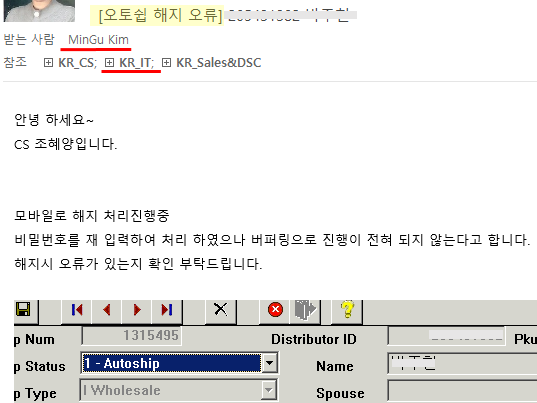 [오토쉽 해지 오류]
받는 사람 MinGu Kim
참조 KR_CS; KR_IT; KR_Sales&DSC
안녕 하세요~
CS 조혜양입니다.
모바일로 해지 처리진행중
비밀번호를 재 입력하여 처리 하였으나 버퍼링으로 진행이 전혀 되지 않는다고 합니다.
해지시 오류가 있는지 확인 부탁드립니다.
p Num 1315495 Distributor ID Pku
p Status 1 - Autoship Name
p Type Wholesale Spouse